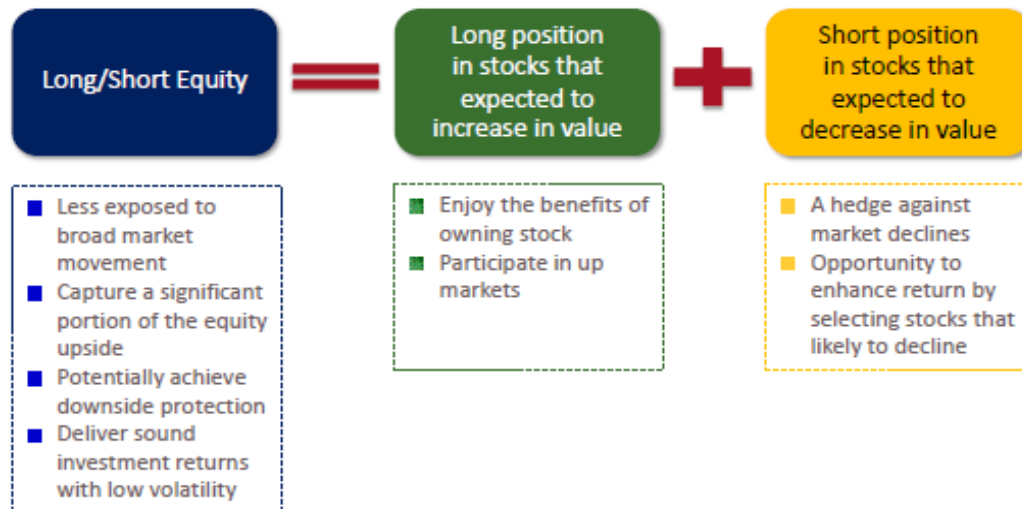 Long/Short Equity
Long position
in stocks that
expected to
increase in value
Short position
in stocks that
expected to
decrease in value
Less exposed to
broad market
movement
Capture a significant
portion of the equity
upside
Potentially achieve
downside protection
Deliver sound
investment returns
with low volatility
Enjoy the benefits of
owning stock
Participate in up
markets
A hedge against
market declines
Opportunity to
enhance return by
selecting stocks that
likely to decline